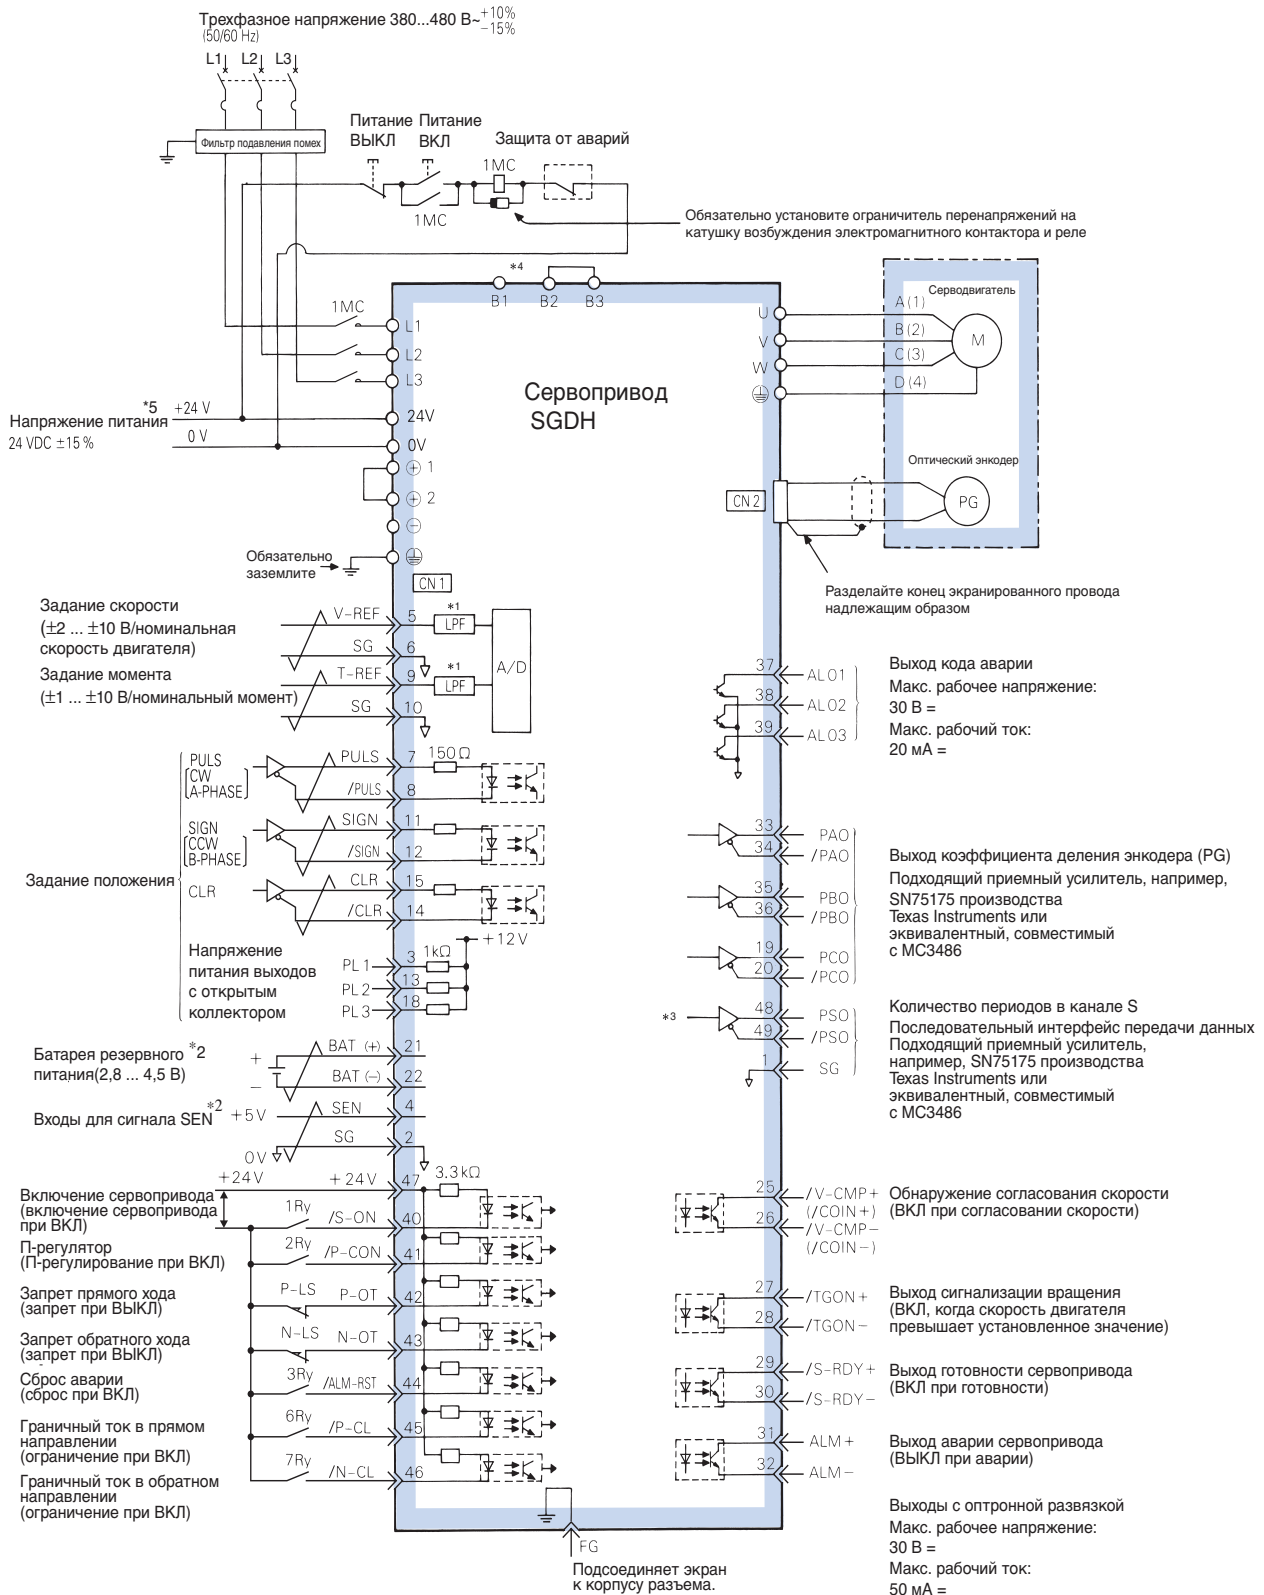 Трехфазное напряжение 380...480 В~ +10% −15%
(50/60 Hz)
L1 L2 L3
Фильтр подавления помех
Питание ВЫКЛ
Питание ВКЛ
Защита от аварий
1MC
1MC
Обязательно установите ограничитель перенапряжений на
катушку возбуждения электромагнитного контактора и реле
*4
B1 B2 B3
1MC
L1
L2
L3
*5
Напряжение питания
24 VDC ±15 %
+24 V
0 V
24V
0V
⊕ 1
⊕ 2
⊖
Обязательно
заземлите
Сервопривод
SGDH
U
V
W
Серводвигатель
A (1)
B (2)
C (3)
D (4)
M
Оптический энкодер
PG
CN 2
Разделайте конец экранированного провода
надлежащим образом
CN 1
Задание скорости
(±2 ... ±10 В/номинальная
скорость двигателя)
V-REF 5 *1 LPF
SG 6
A/D
Задание момента
(±1 ... ±10 В/номинальный момент)
T-REF 9 *1 LPF
SG 10
Задание положения
PULS
CW
A-PHASE
PULS 7 150 Ω
/PULS 8
SIGN
CCW
B-PHASE
SIGN 11
/SIGN 12
CLR
CLR 15
/CLR 14
Напряжение
питания выходов
с открытым
коллектором
+12V
PL 1 3 1kΩ
PL 2 13
PL 3 18
Батарея резервного *2
питания(2,8 ... 4,5 В)
+
−
BAT (+) 21
BAT (−) 22
Входы для сигнала SEN *2
+5V
SEN 4
SG 2
0V
+24V
+24V 47 3.3kΩ
Включение сервопривода
(включение сервопривода
при ВКЛ)
1Ry /S-ON 40
П-регулятор
(П-регулирование при ВКЛ)
2Ry /P-CON 41
Запрет прямого хода
(запрет при ВЫКЛ)
P-LS P-OT 42
Запрет обратного хода
(запрет при ВЫКЛ)
N-LS N-OT 43
Сброс аварии
(сброс при ВКЛ)
3Ry /ALM-RST 44
Граничный ток в прямом
направлении
(ограничение при ВКЛ)
6Ry /P-CL 45
Граничный ток в обратном
направлении
(ограничение при ВКЛ)
7Ry /N-CL 46
37 ALO1
38 ALO2
39 ALO3
Выход кода аварии
Макс. рабочее напряжение:
30 В =
Макс. рабочий ток:
20 мА =
33 PAO
34 /PAO
35 PBO
36 /PBO
19 PCO
20 /PCO
Выход коэффициента деления энкодера (PG)
Подходящий приемный усилитель, например,
SN75175 производства
Texas Instruments или
эквивалентный, совместимый
с MC3486
*3
48 PSO
49 /PSO
1 SG
Количество периодов в канале S
Последовательный интерфейс передачи данных
Подходящий приемный усилитель,
например, SN75175 производства
Texas Instruments или
эквивалентный, совместимый
с MC3486
25 /V-CMP+
(/COIN+)
26 /V-CMP−
(/COIN−)
Обнаружение согласования скорости
(ВКЛ при согласовании скорости)
27 /TGON+
28 /TGON−
Выход сигнализации вращения
(ВКЛ, когда скорость двигателя
превышает установленное значение)
29 /S-RDY+
30 /S-RDY−
Выход готовности сервопривода
(ВКЛ при готовности)
31 ALM+
32 ALM−
Выход аварии сервопривода
(ВЫКЛ при аварии)
Выходы с оптронной развязкой
Макс. рабочее напряжение:
30 В =
Макс. рабочий ток:
50 мА =
FG
Подсоединяет экран
к корпусу разъема.